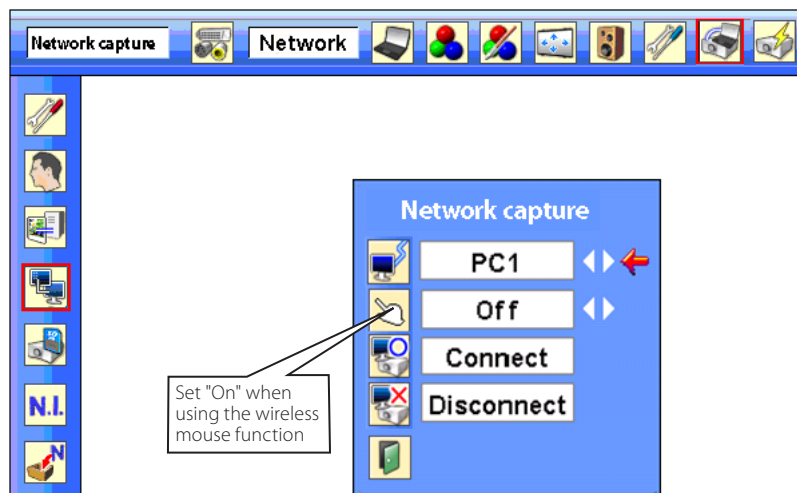 Network capture
Network
Network capture
PC1
Off
Connect
Set "On" when
using the wireless
mouse function
Disconnect
N.I.
N